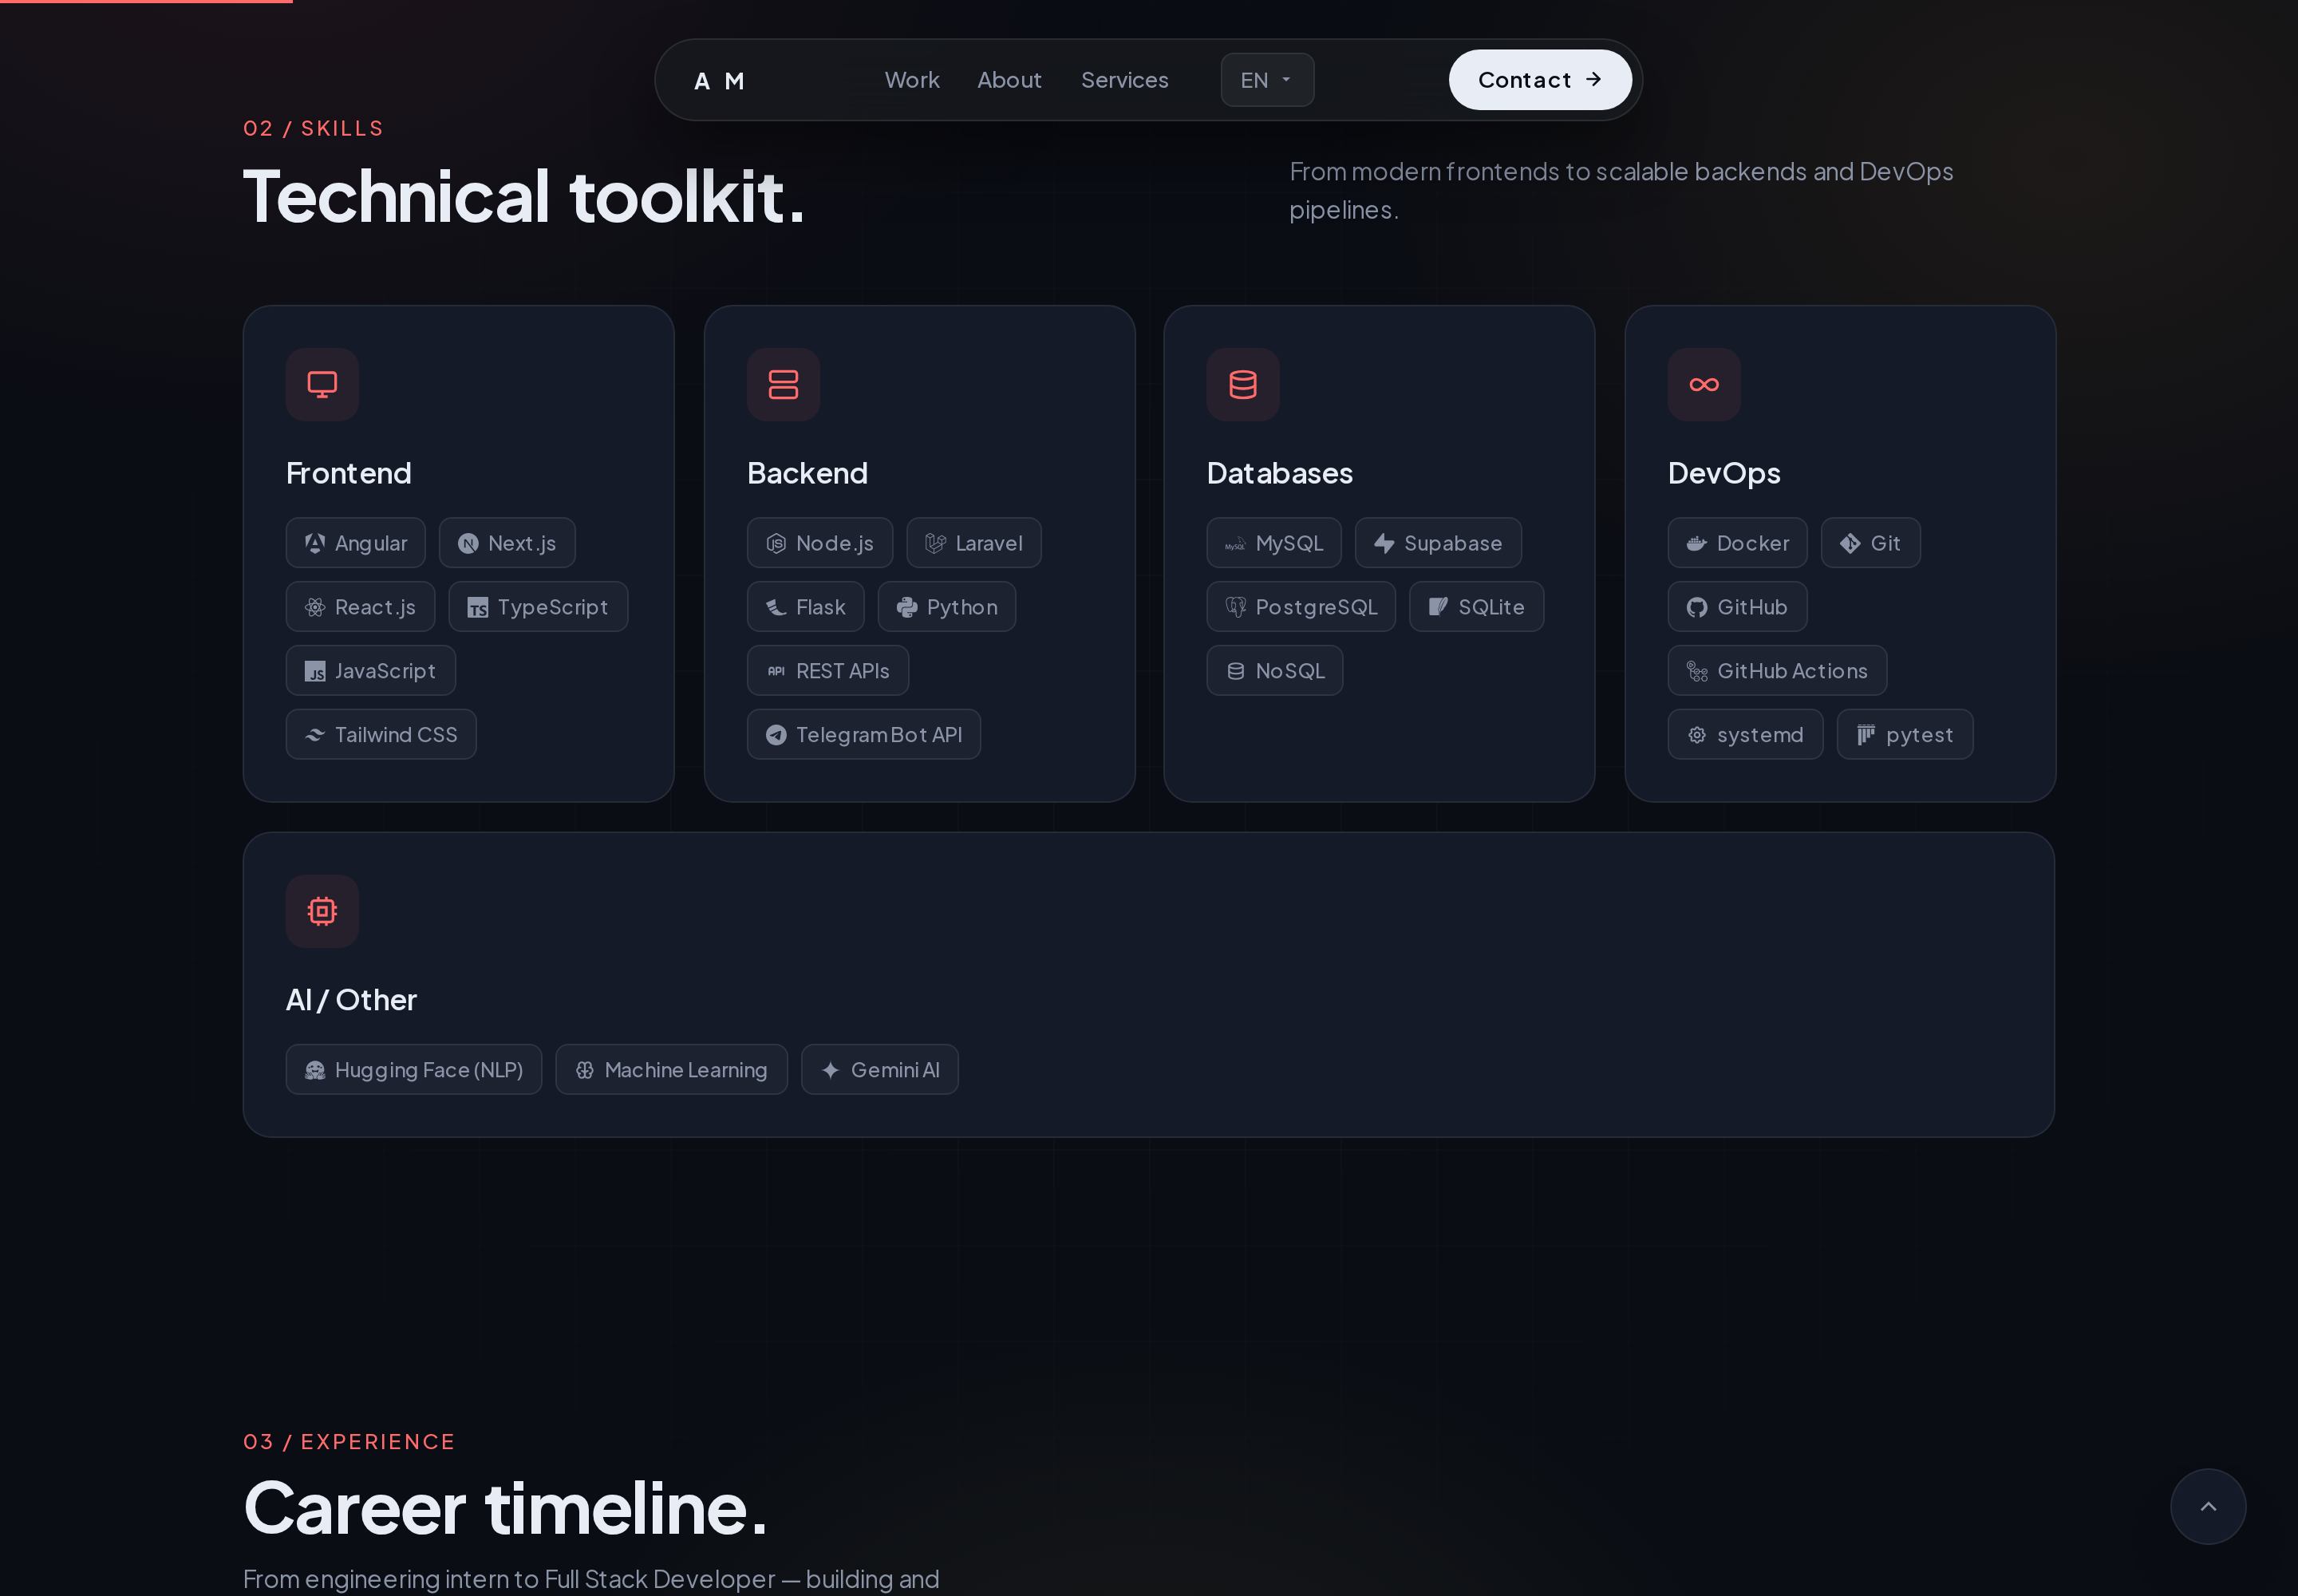 A M
Work About Services EN Contact
02 / SKILLS
Technical toolkit.
From modern frontends to scalable backends and DevOps
pipelines.
Frontend
Angular Next.js
React.js TypeScript
JavaScript
Tailwind CSS
Backend
Node.js Laravel
Flask Python
REST APIs
Telegram Bot API
Databases
MySQL Supabase
PostgreSQL SQLite
NoSQL
DevOps
Docker Git
GitHub
GitHub Actions
systemd pytest
AI / Other
Hugging Face (NLP) Machine Learning Gemini AI
03 / EXPERIENCE
Career timeline.
From engineering intern to Full Stack Developer — building and